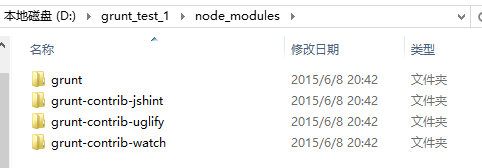 本地磁盘 (D:) grunt_test_1 node_modules
名称 修改日期 类型
grunt 2015/6/8 20:42 文件夹
grunt-contrib-jshint 2015/6/8 20:42 文件夹
grunt-contrib-uglify 2015/6/8 20:42 文件夹
grunt-contrib-watch 2015/6/8 20:42 文件夹